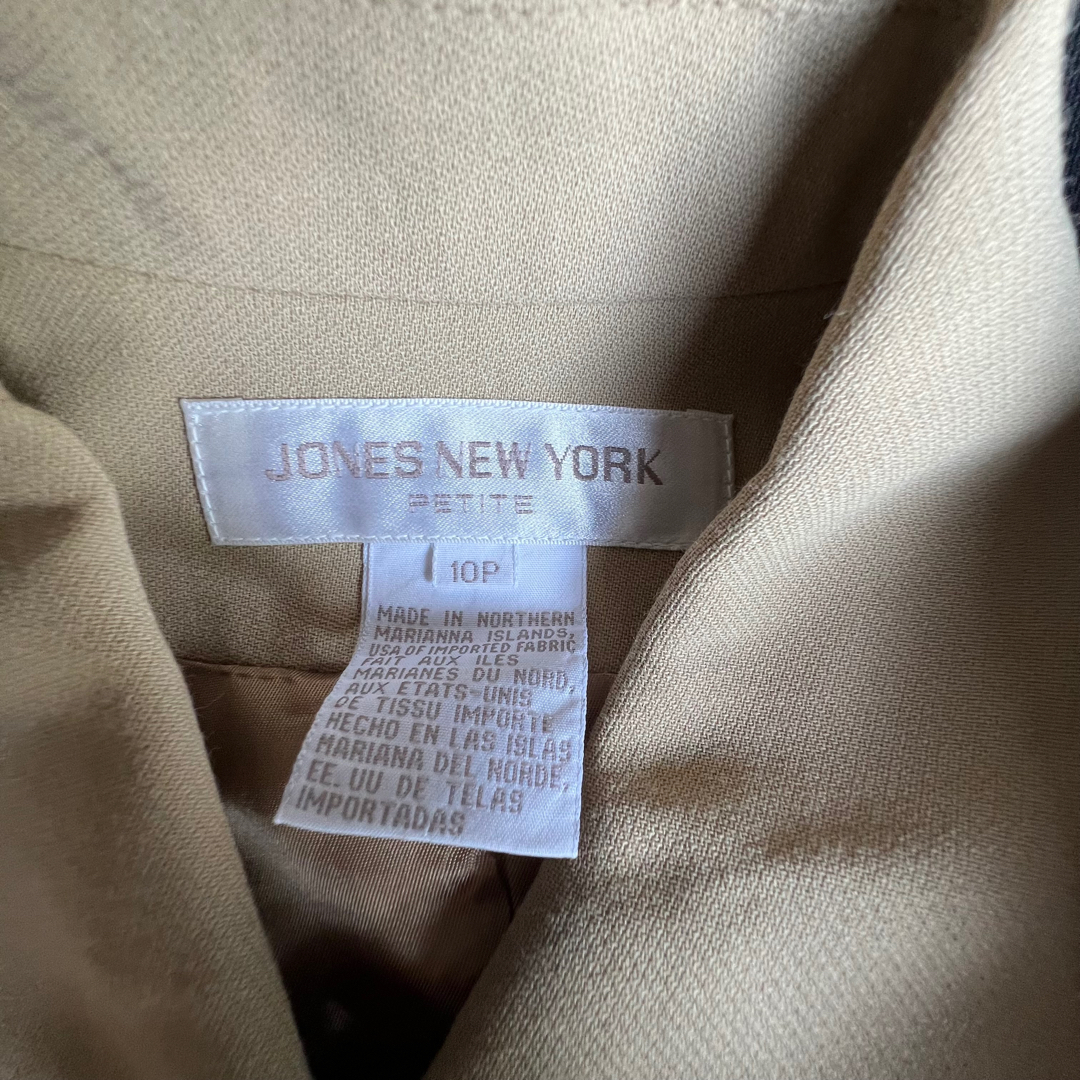 JONES NEW YORK
PETITE
10P
MADE IN NORTHERN
MARIANNA ISLANDS,
USA OF IMPORTED FABRIC
FAIT AUX ILES
MARIANES DU NORD,
AUX ETATS-UNIS
DE TISSU IMPORTE
HECHO EN LAS ISLAS
MARIANA DEL NORDE,
EE. UU DE TELAS
IMPORTADAS